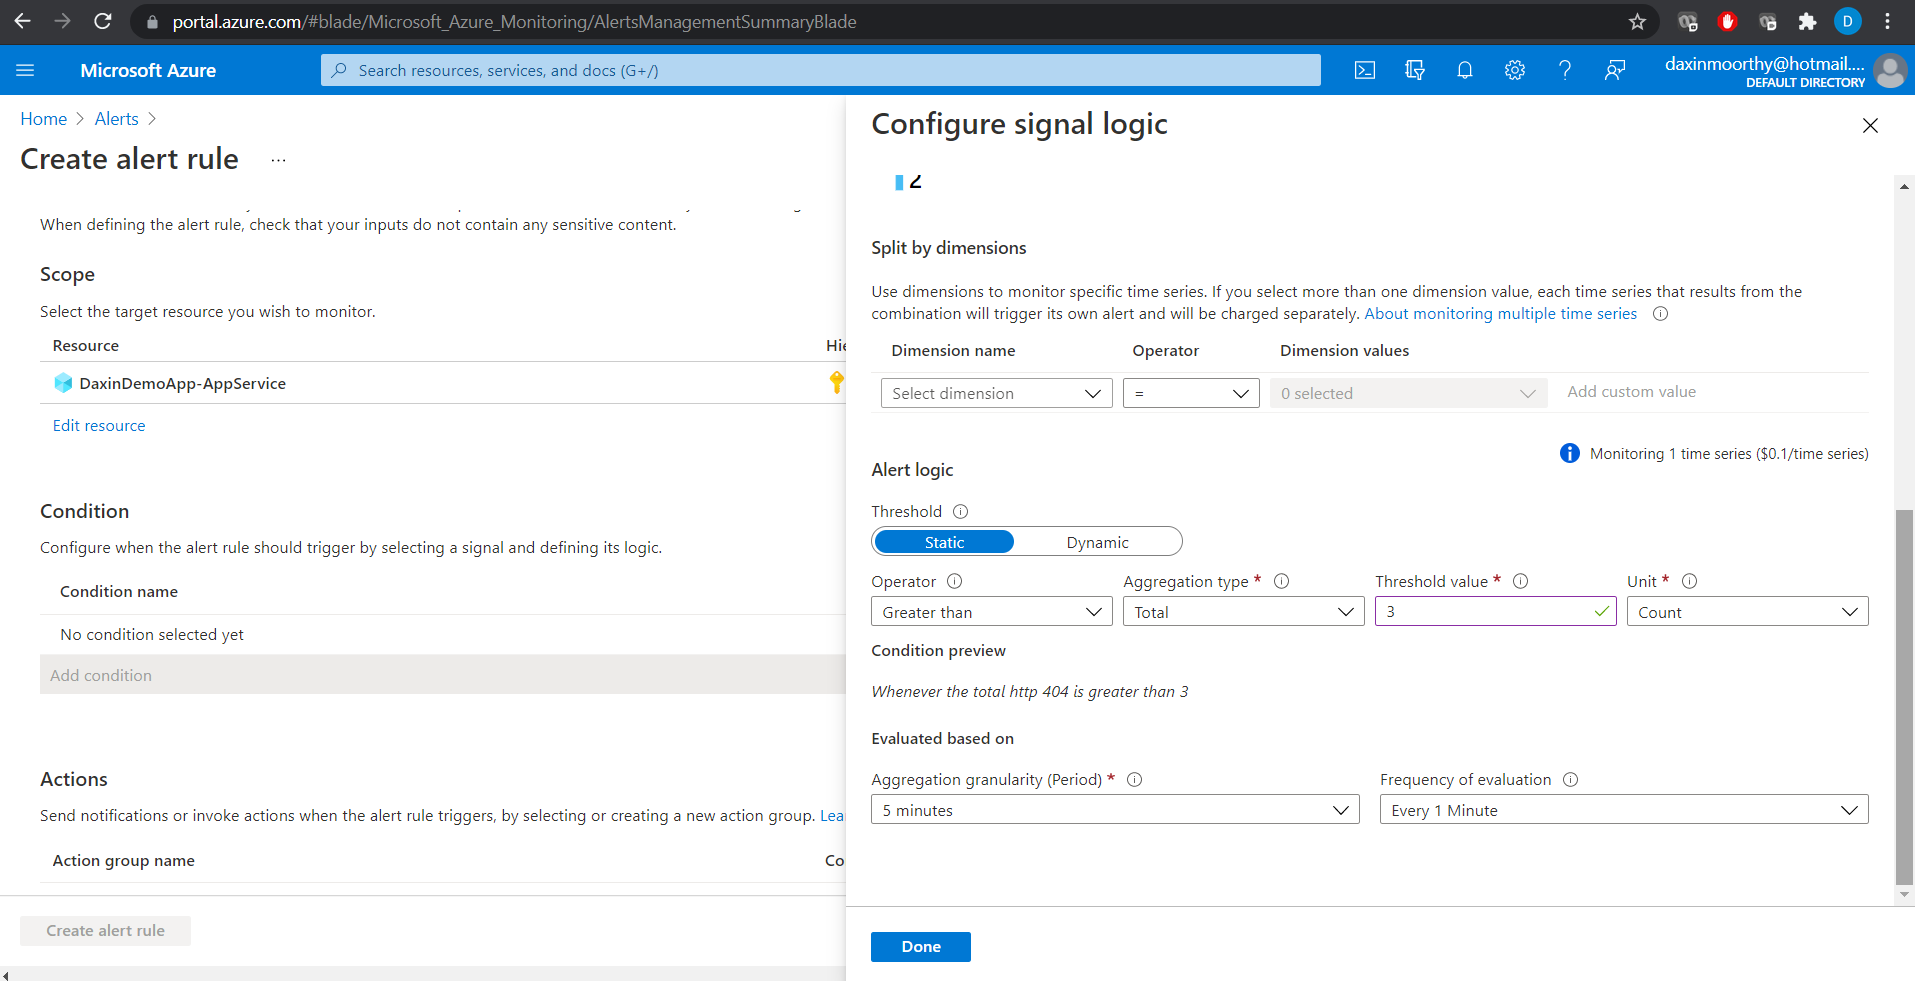 portal.azure.com/#blade/Microsoft_Azure_Monitoring/AlertsManagementSummaryBlade
D
Microsoft Azure
Search resources, services, and docs (G+/)
daxinmoorthy@hotmail....
DEFAULT DIRECTORY
Home > Alerts >
Create alert rule ...
When defining the alert rule, check that your inputs do not contain any sensitive content.
Scope
Select the target resource you wish to monitor.
Resource
Hie
DaxinDemoApp-AppService
Edit resource
Condition
Configure when the alert rule should trigger by selecting a signal and defining its logic.
Condition name
No condition selected yet
Add condition
Actions
Send notifications or invoke actions when the alert rule triggers, by selecting or creating a new action group. Lea
Action group name
Co
Create alert rule
Configure signal logic
2
Split by dimensions
Use dimensions to monitor specific time series. If you select more than one dimension value, each time series that results from the
combination will trigger its own alert and will be charged separately. About monitoring multiple time series
Dimension name Operator Dimension values
Select dimension = 0 selected Add custom value
Monitoring 1 time series ($0.1/time series)
Alert logic
Threshold
Static Dynamic
Operator Aggregation type * Threshold value * Unit *
Greater than Total 3 Count
Condition preview
Whenever the total http 404 is greater than 3
Evaluated based on
Aggregation granularity (Period) * Frequency of evaluation
5 minutes Every 1 Minute
Done